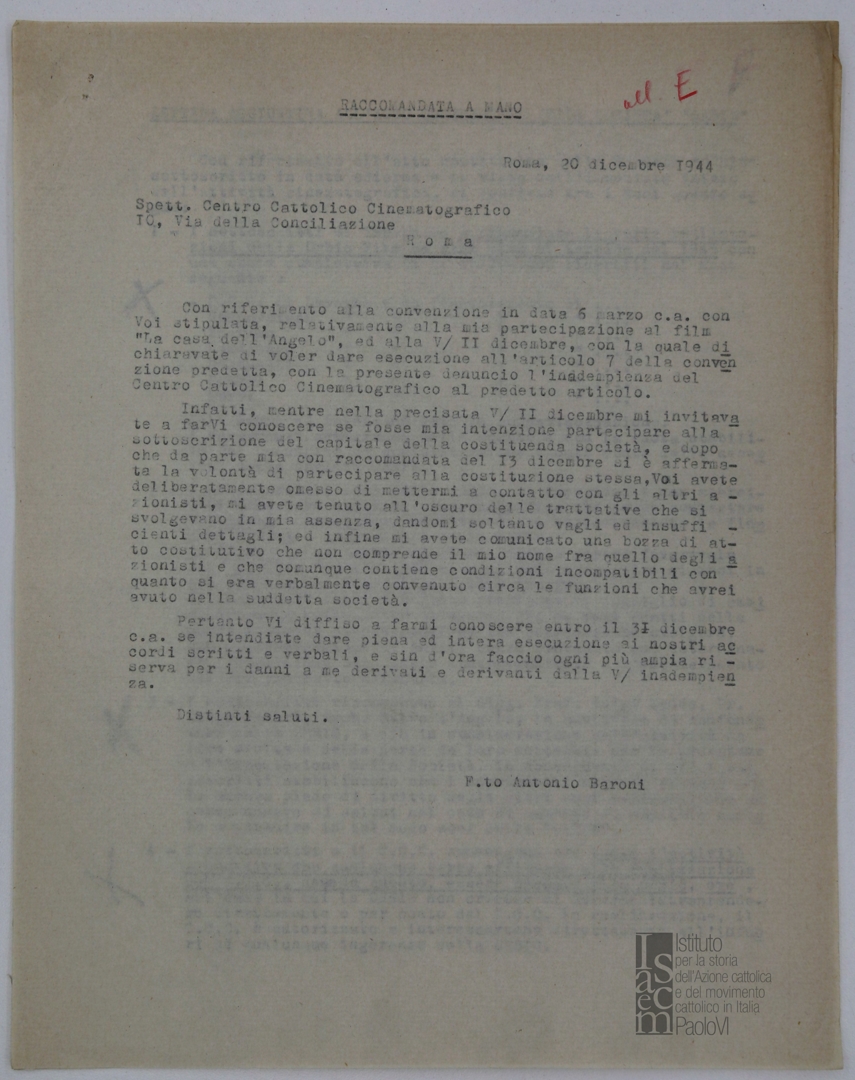 all. E
RACCOMANDATA A MANO
Roma, 20 dicembre I944
Spett. Centro Cattolico Cinematografico
IO, Via della Conciliazione
R o m a
Con riferimento alla convenzione in data 6 marzo c.a. con
Voi stipulata, relativamente alla mia partecipazione al film
"La casa dell'Angelo", ed alla V/ II dicembre, con la quale di
chiaravate di voler dare esecuzione all'articolo 7 della conven
zione predetta, con la presente denuncio l'inadempienza del
Centro Cattolico Cinematografico al predetto articolo.
Infatti, mentre nella precisata V/ II dicembre mi invitava
te a farVi conoscere se fosse mia intenzione partecipare alla
sottoscrizione del capitale della costituenda società, e dopo
che da parte mia con raccomandata del I3 dicembre si è afferma-
ta la volontà di partecipare alla costituzione stessa,Voi avete
deliberatamente omesso di mettermi a contatto con gli altri a -
zionisti, mi avete tenuto all'oscuro delle trattative che si
svolgevano in mia assenza, dandomi soltanto vagli ed insuffi -
cienti dettagli; ed infine mi avete comunicato una bozza di at-
to costitutivo che non comprende il mio nome fra quello degli a
zionisti e che comunque contiene condizioni incompatibili con
quanto si era verbalmente convenuto circa le funzioni che avrei
avuto nella suddetta società.
Pertanto Vi diffiso a farmi conoscere entro il 3I dicembre
c.a. se intendiate dare piena ed intera esecuzione ai nostri ac
cordi scritti e verbali, e sin d'ora faccio ogni più ampia ri -
serva per i danni a me derivati e derivanti dalla V/ inadempien
za.
Distinti saluti.
F.to Antonio Baroni
Isacem
Istituto
per la storia
dell'Azione cattolica
e del movimento
cattolico in Italia
PaoloVI